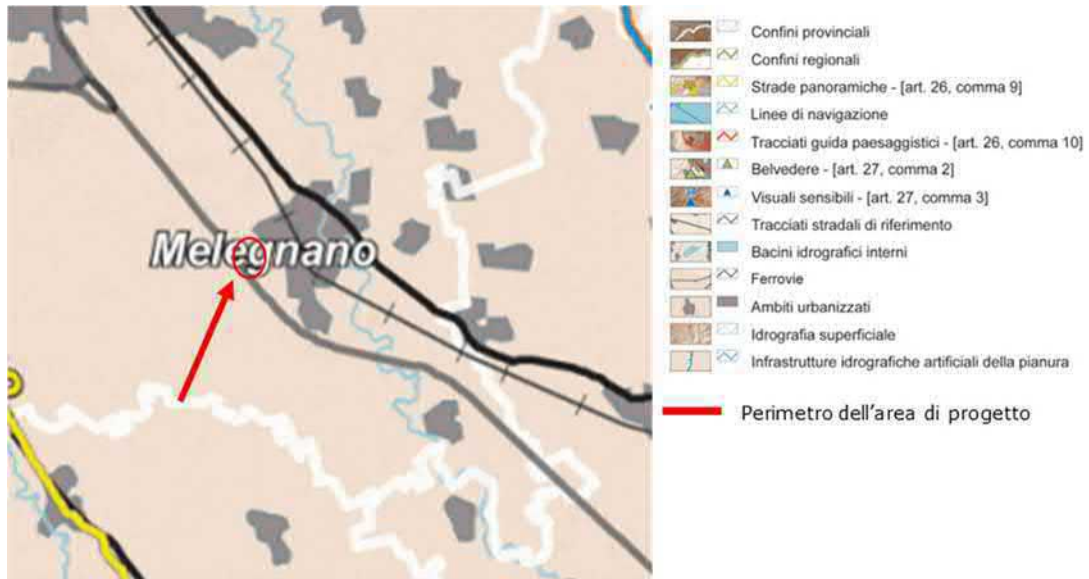 Melegnano
Confini provinciali
Confini regionali
Strade panoramiche - [art. 26, comma 9]
Linee di navigazione
Tracciati guida paesaggistici - [art. 26, comma 10]
Belvedere - [art. 27, comma 2]
Visuali sensibili - [art. 27, comma 3]
Tracciati stradali di riferimento
Bacini idrografici interni
Ferrovie
Ambiti urbanizzati
Idrografia superficiale
Infrastrutture idrografiche artificiali della pianura
Perimetro dell'area di progetto